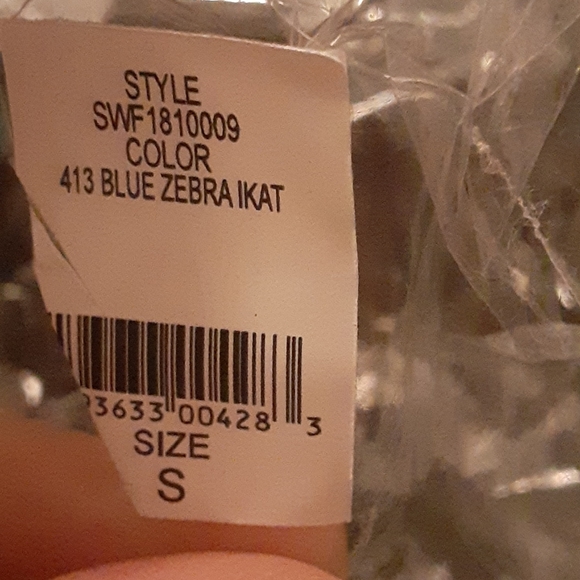 STYLE
SWF1810009
COLOR
413 BLUE ZEBRA IKAT
3633 00428 3
SIZE
S